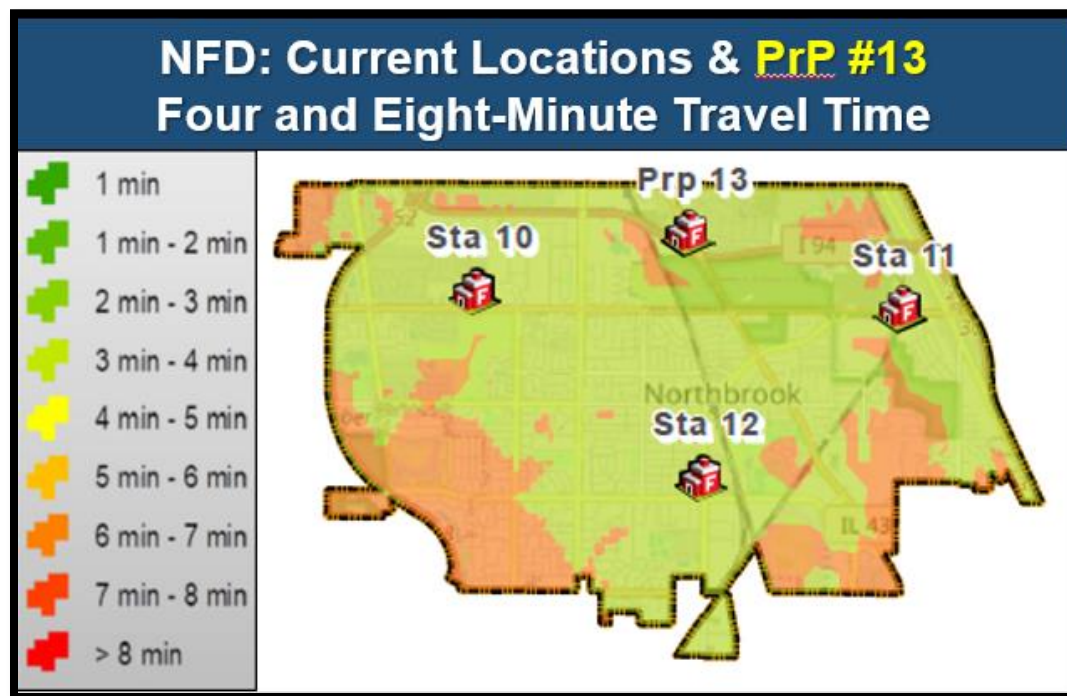 NFD: Current Locations & PrP #13
Four and Eight-Minute Travel Time
1 min
1 min - 2 min
2 min - 3 min
3 min - 4 min
4 min - 5 min
5 min - 6 min
6 min - 7 min
7 min - 8 min
> 8 min
Prp 13
52
Sta 10
I 94
Sta 11
Northbrook
Sta 12
IL 43